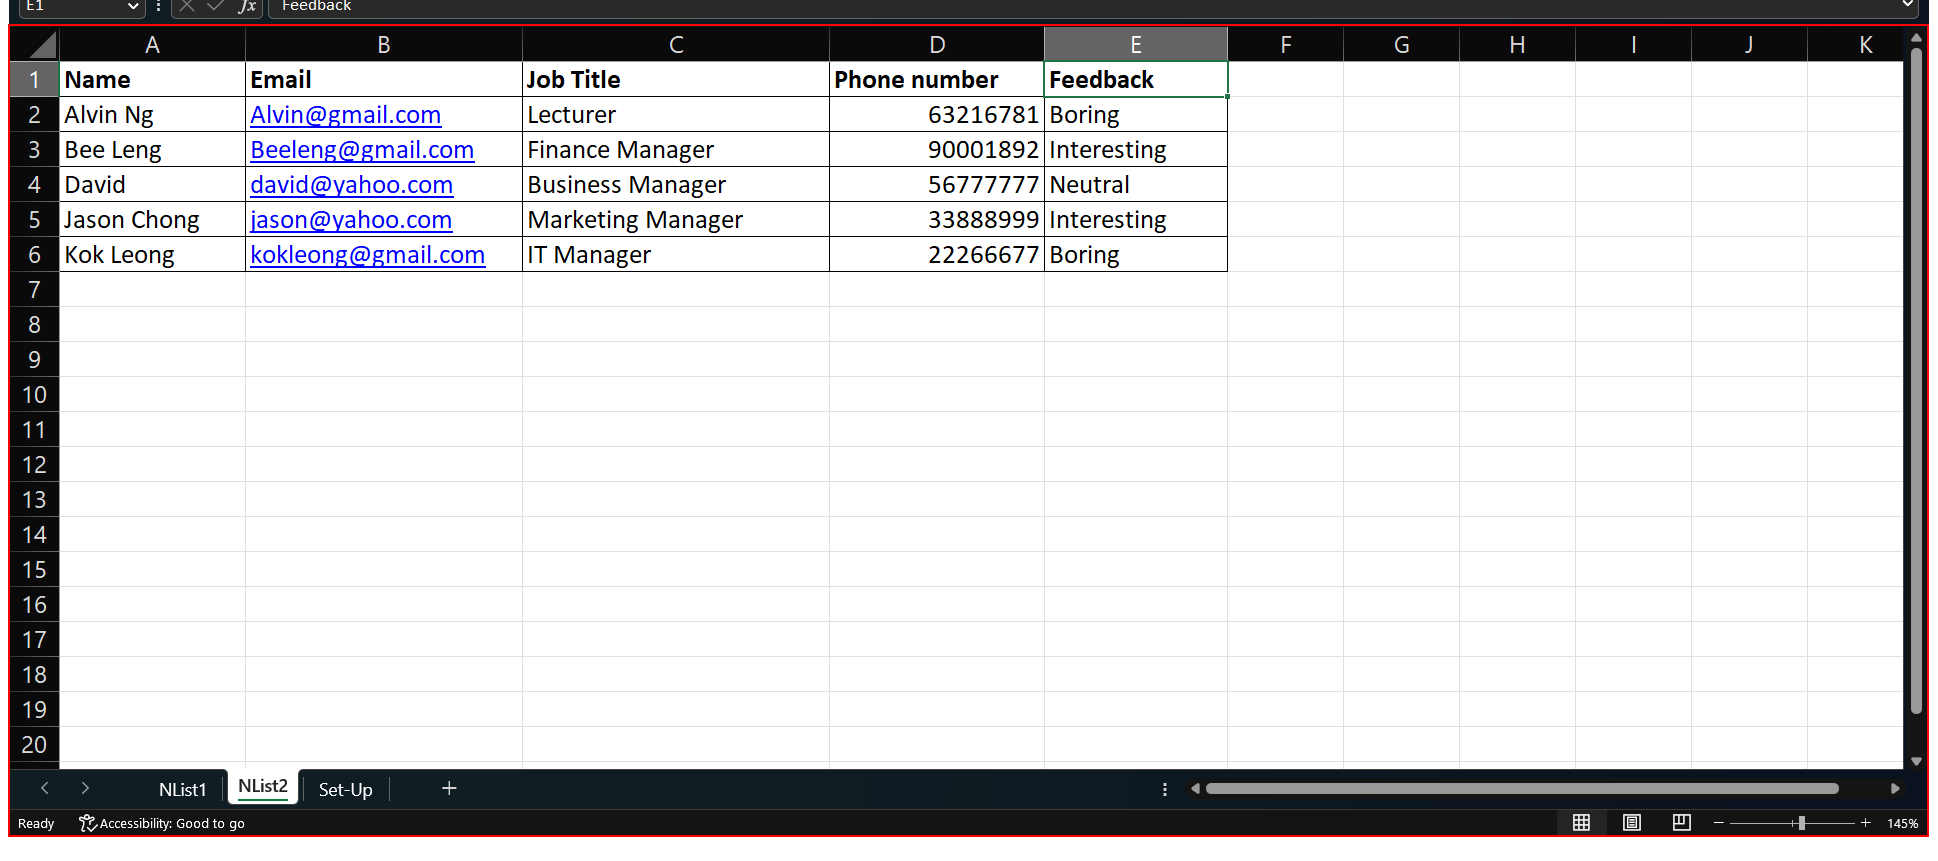 E1 fx Feedback
A B C D E F G H I J K
1 Name Email Job Title Phone number Feedback
2 Alvin Ng Alvin@gmail.com Lecturer 63216781 Boring
3 Bee Leng Beeleng@gmail.com Finance Manager 90001892 Interesting
4 David david@yahoo.com Business Manager 56777777 Neutral
5 Jason Chong jason@yahoo.com Marketing Manager 33888999 Interesting
6 Kok Leong kokleong@gmail.com IT Manager 22266677 Boring
7
8
9
10
11
12
13
14
15
16
17
18
19
20
NList1 NList2 Set-Up +
Ready Accessibility: Good to go 145%